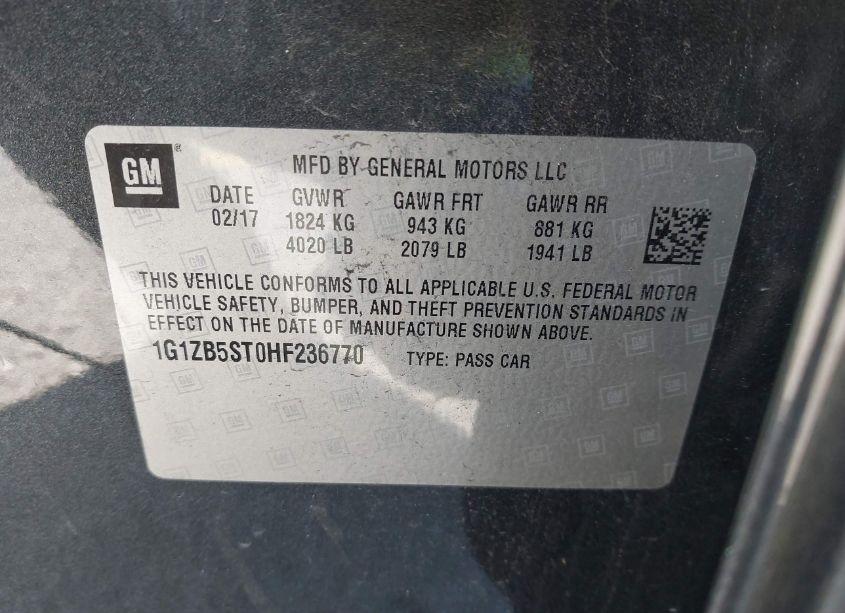 GM
MFD BY GENERAL MOTORS LLC
DATE GVWR GAWR FRT GAWR RR
02/17 1824 KG 943 KG 881 KG
4020 LB 2079 LB 1941 LB
THIS VEHICLE CONFORMS TO ALL APPLICABLE U.S. FEDERAL MOTOR
VEHICLE SAFETY, BUMPER, AND THEFT PREVENTION STANDARDS IN
EFFECT ON THE DATE OF MANUFACTURE SHOWN ABOVE.
1G1ZB5ST0HF236770 TYPE: PASS CAR